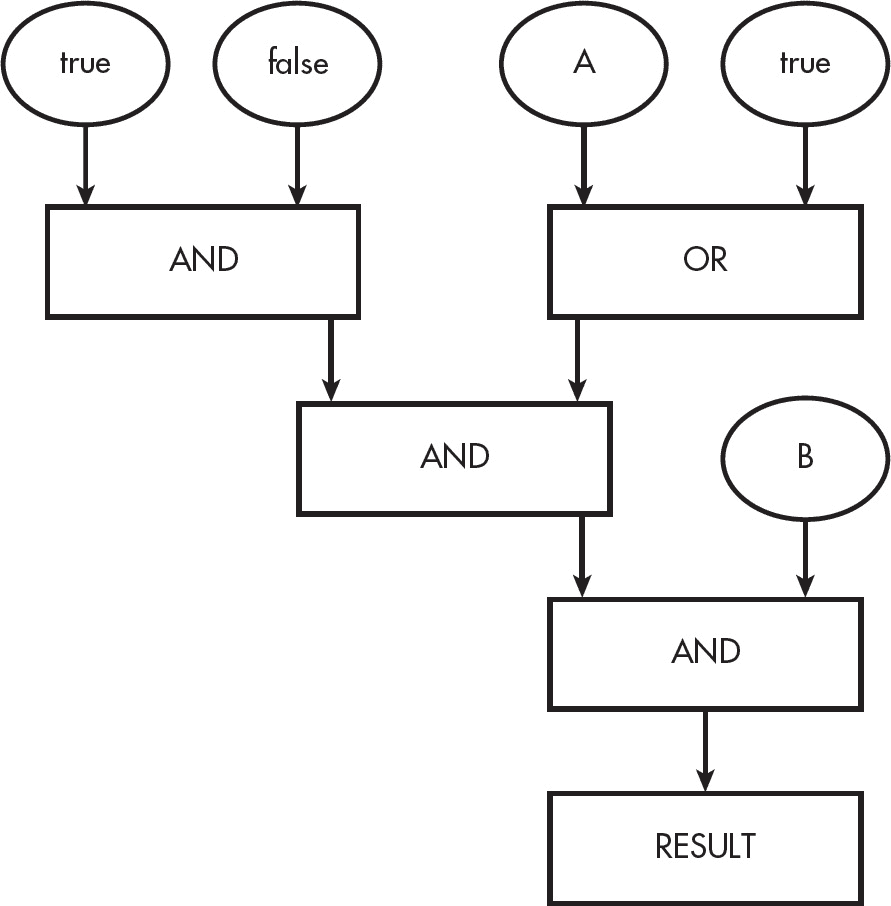 true
false
A
true
AND
OR
AND
B
AND
RESULT